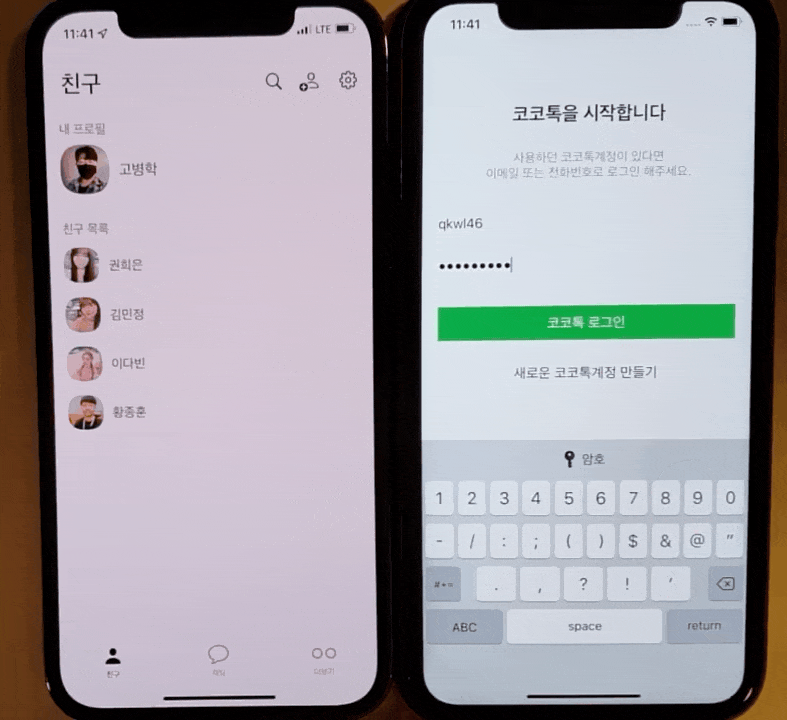 11:41
LTE
친구
내 프로필
고병학
친구 목록
권희은
김민정
이다빈
황종훈
친구
채팅
더보기
11:41
코코톡을 시작합니다
사용하던 코코톡계정이 있다면
이메일 또는 전화번호로 로그인 해주세요.
qkwl46
•••••••••
코코톡 로그인
새로운 코코톡계정 만들기
암호
1 2 3 4 5 6 7 8 9 0
- / : ; ( ) $ & @ "
#+= . , ? ! '
ABC space return